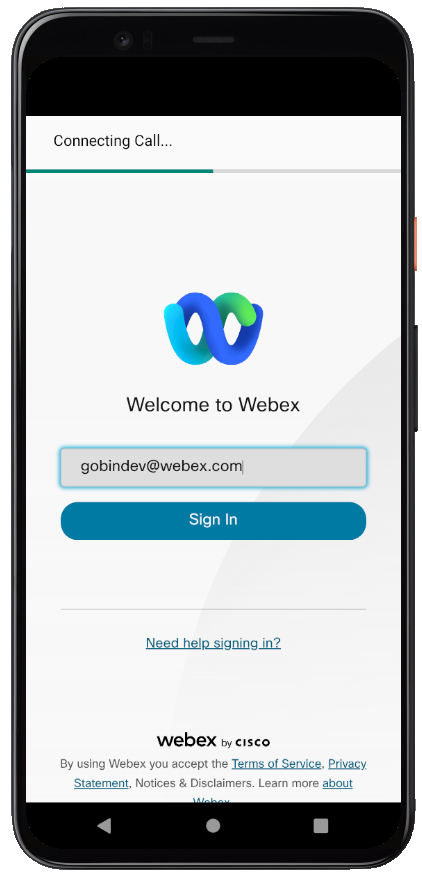 Connecting Call...
Welcome to Webex
gobindev@webex.com
Sign In
Need help signing in?
webex by CISCO
By using Webex you accept the Terms of Service, Privacy
Statement, Notices & Disclaimers. Learn more about
Webex